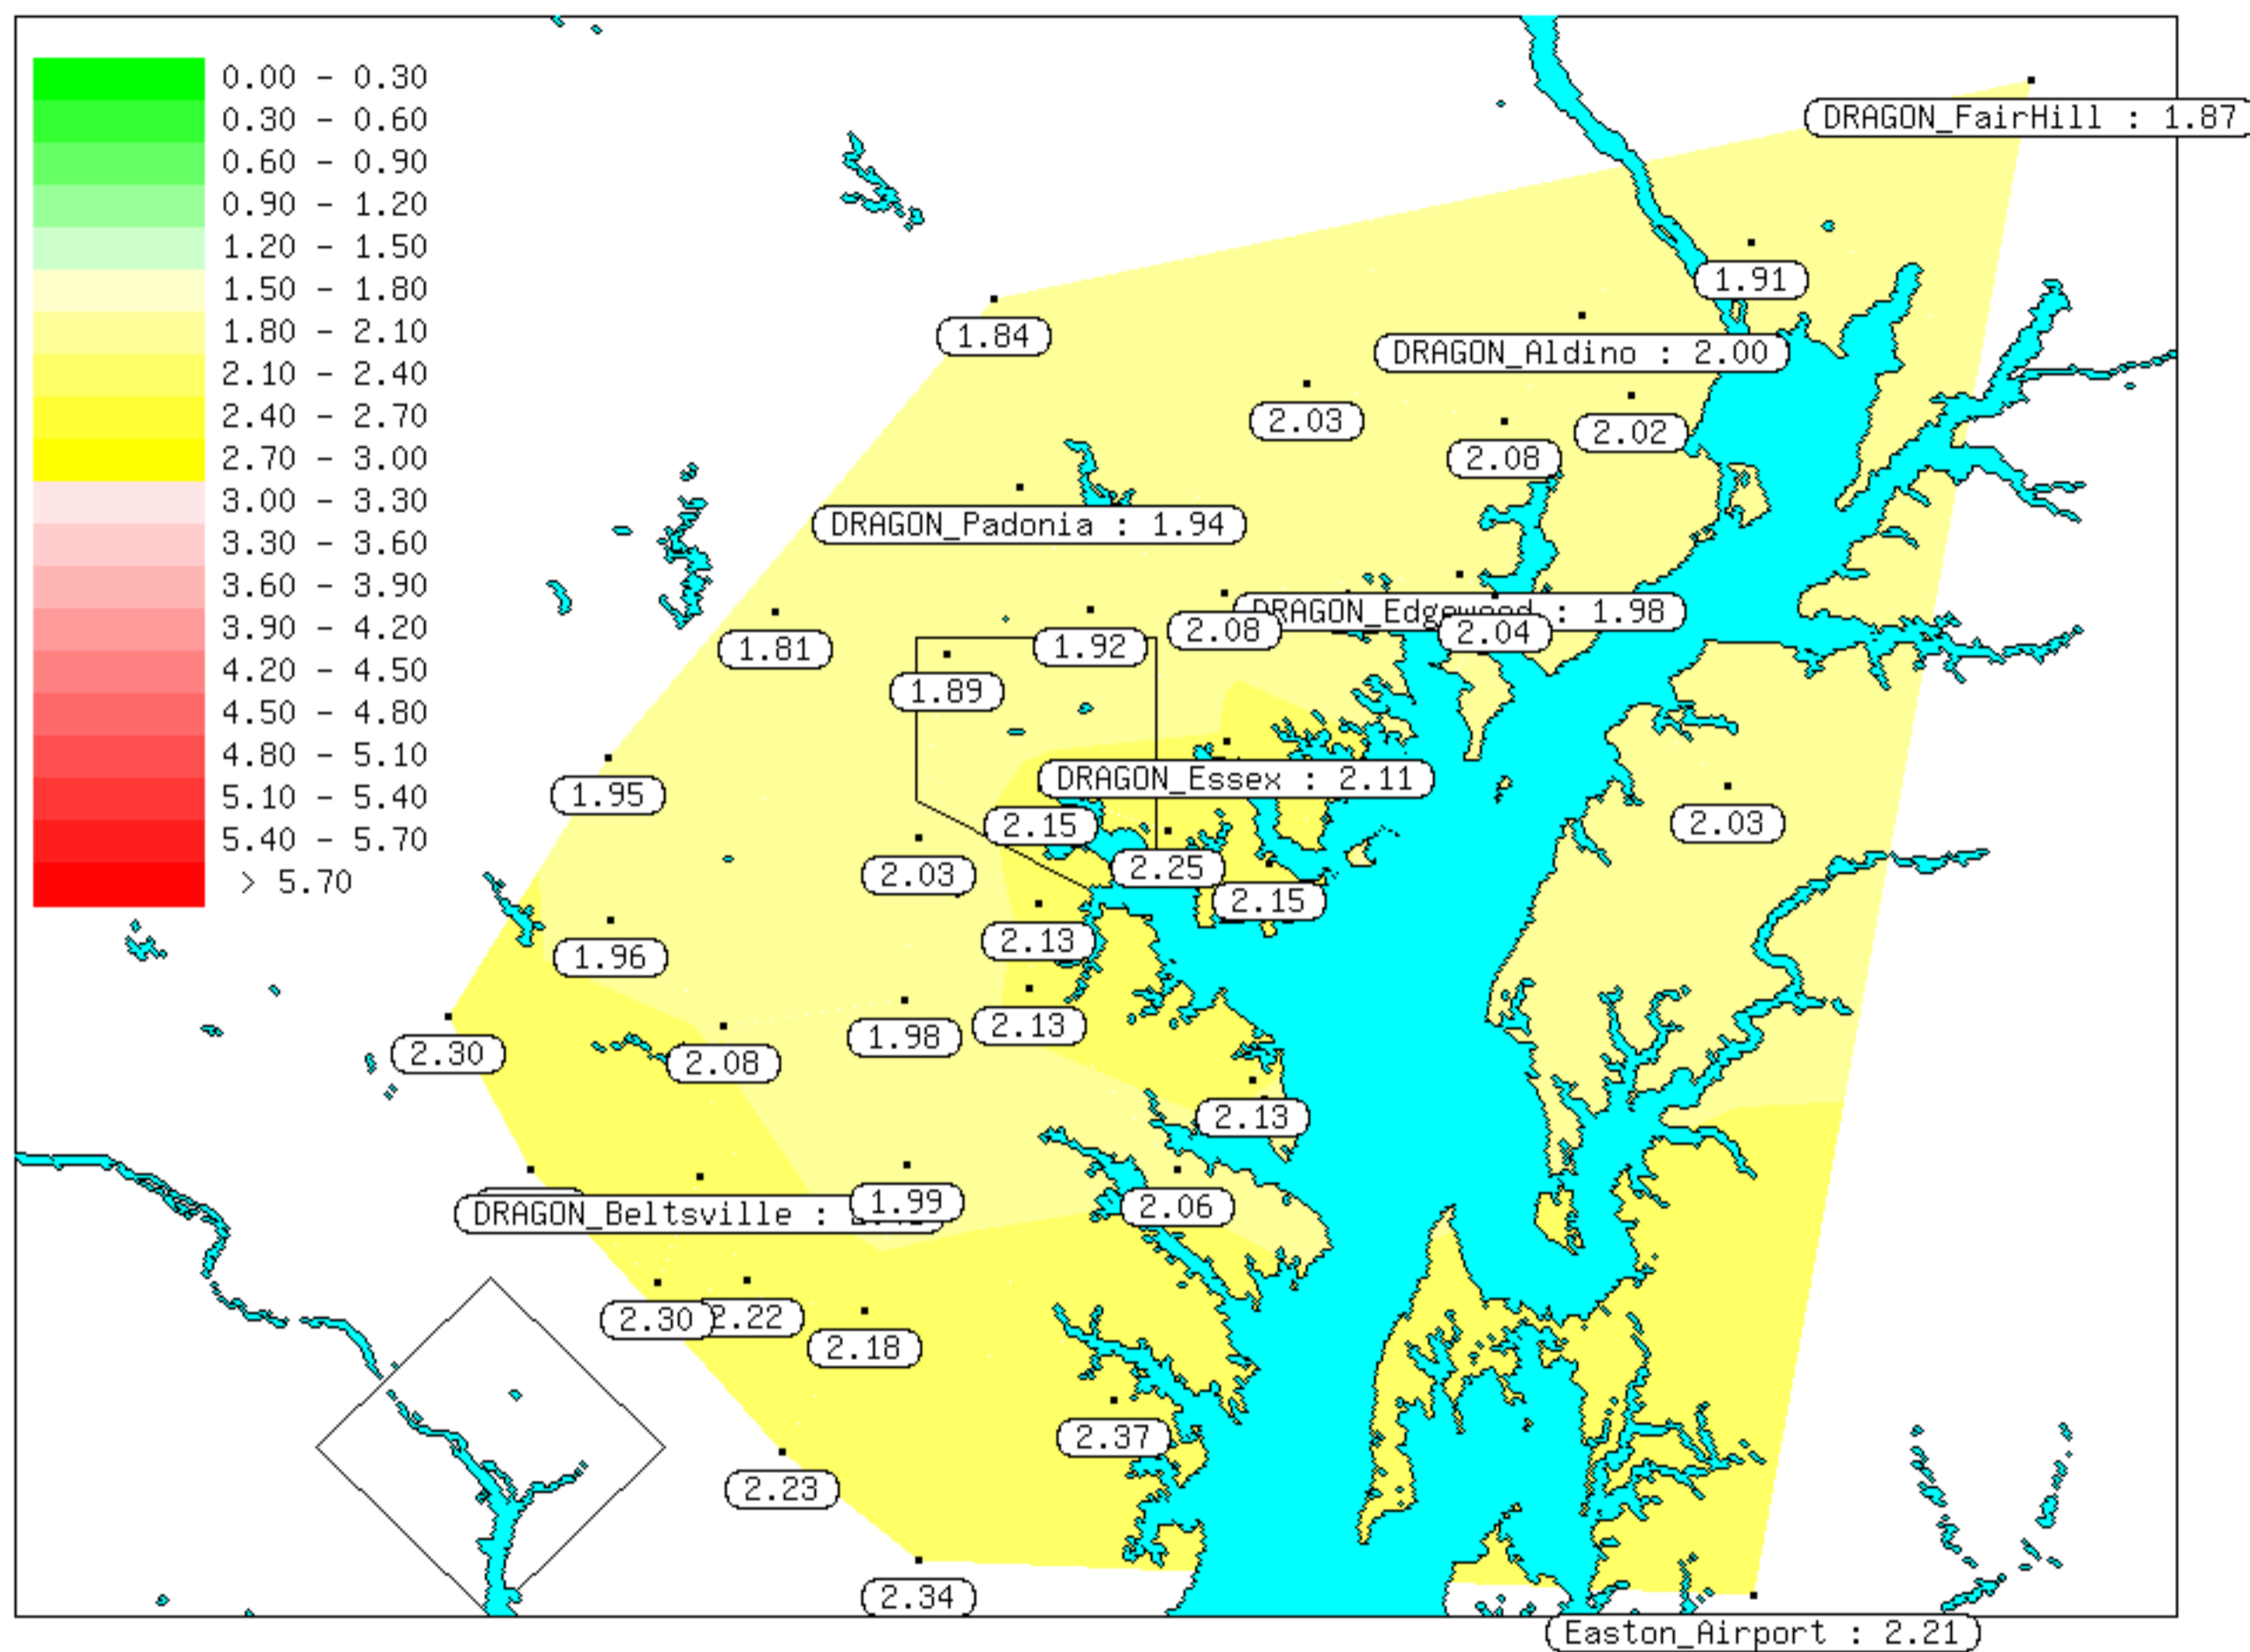 0.00 - 0.30
0.30 - 0.60
0.60 - 0.90
0.90 - 1.20
1.20 - 1.50
1.50 - 1.80
1.80 - 2.10
2.10 - 2.40
2.40 - 2.70
2.70 - 3.00
3.00 - 3.30
3.30 - 3.60
3.60 - 3.90
3.90 - 4.20
4.20 - 4.50
4.50 - 4.80
4.80 - 5.10
5.10 - 5.40
5.40 - 5.70
> 5.70
DRAGON_FairHill : 1.87
1.91
1.84
DRAGON_Aldino : 2.00
2.03
2.02
2.08
DRAGON_Padonia : 1.94
DRAGON_Edgewood : 1.98
2.08
2.04
1.92
1.81
1.89
DRAGON_Essex : 2.11
1.95
2.15
2.03
2.25
2.03
2.15
2.13
1.96
2.13
1.98
2.30
2.08
2.13
1.99
2.06
DRAGON_Beltsville :
2.30
2.22
2.18
2.37
2.23
2.34
Easton_Airport : 2.21